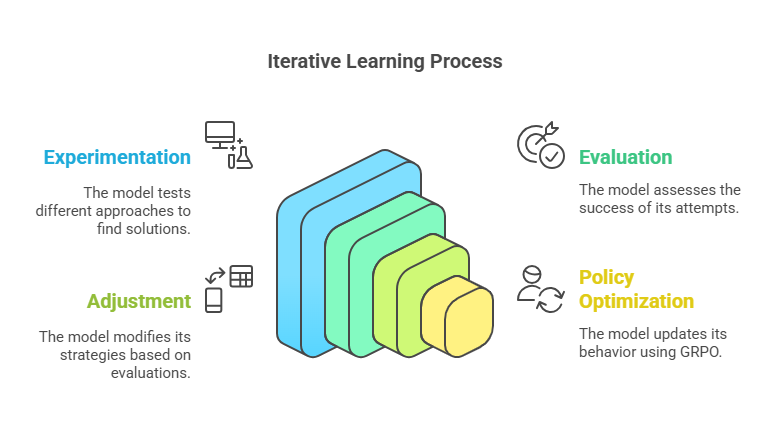 Iterative Learning Process
Experimentation
The model tests
different approaches to
find solutions.
Evaluation
The model assesses the
success of its attempts.
Adjustment
The model modifies its
strategies based on
evaluations.
Policy
Optimization
The model updates its
behavior using GRPO.